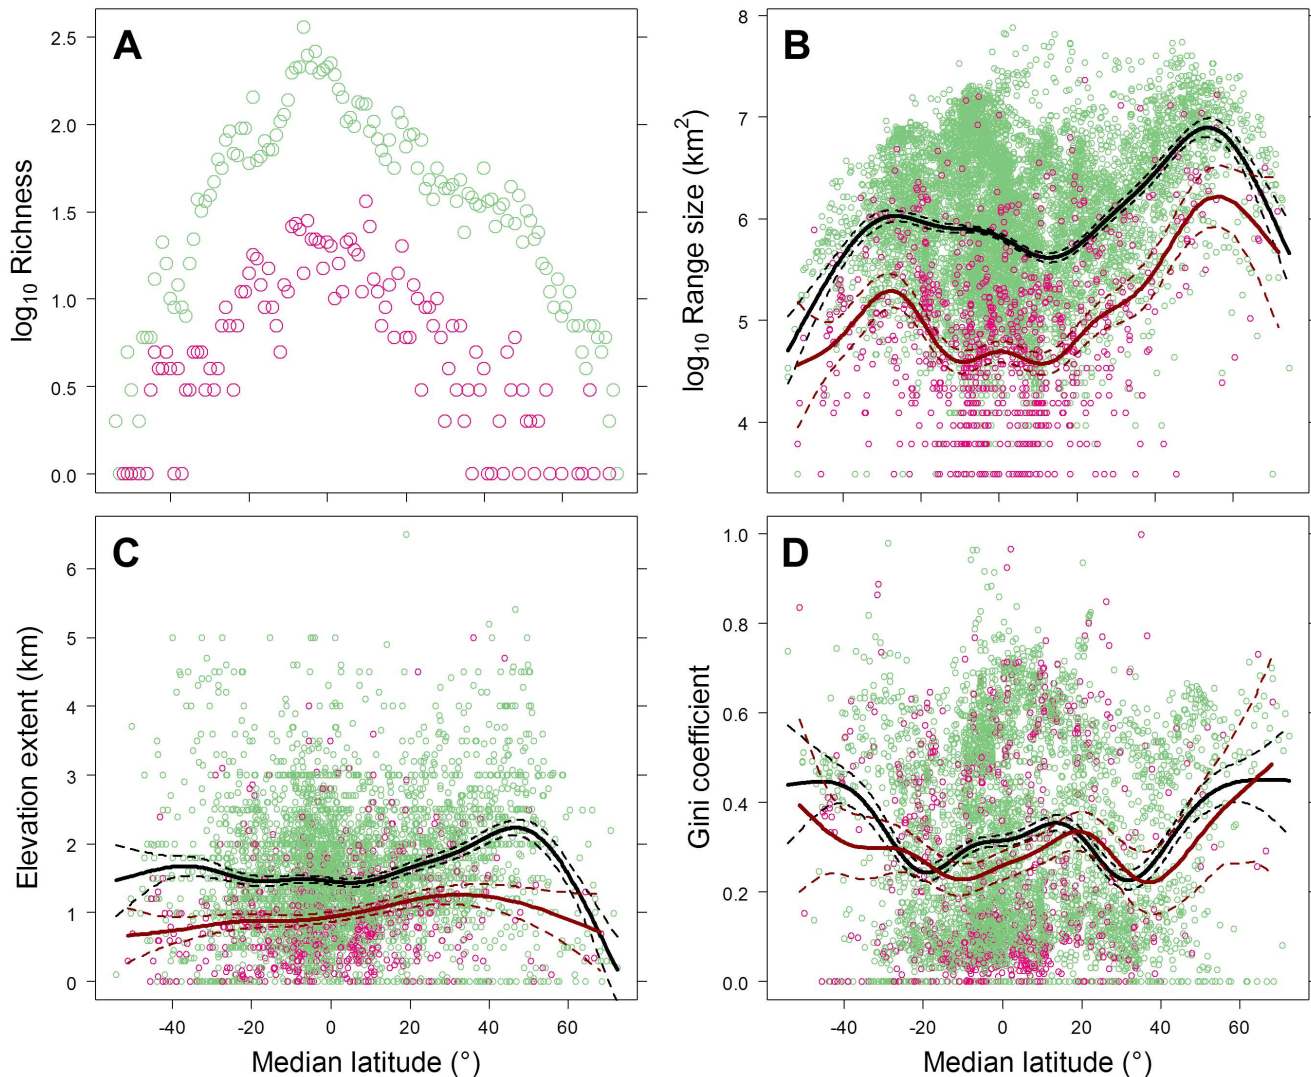 A
2.5
2.0
1.5
1.0
0.5
0.0
log₁₀ Richness
B
8
7
6
5
4
log₁₀ Range size (km²)
C
6
5
4
3
2
1
0
Elevation extent (km)
-40 -20 0 20 40 60
Median latitude (°)
D
1.0
0.8
0.6
0.4
0.2
0.0
Gini coefficient
-40 -20 0 20 40 60
Median latitude (°)